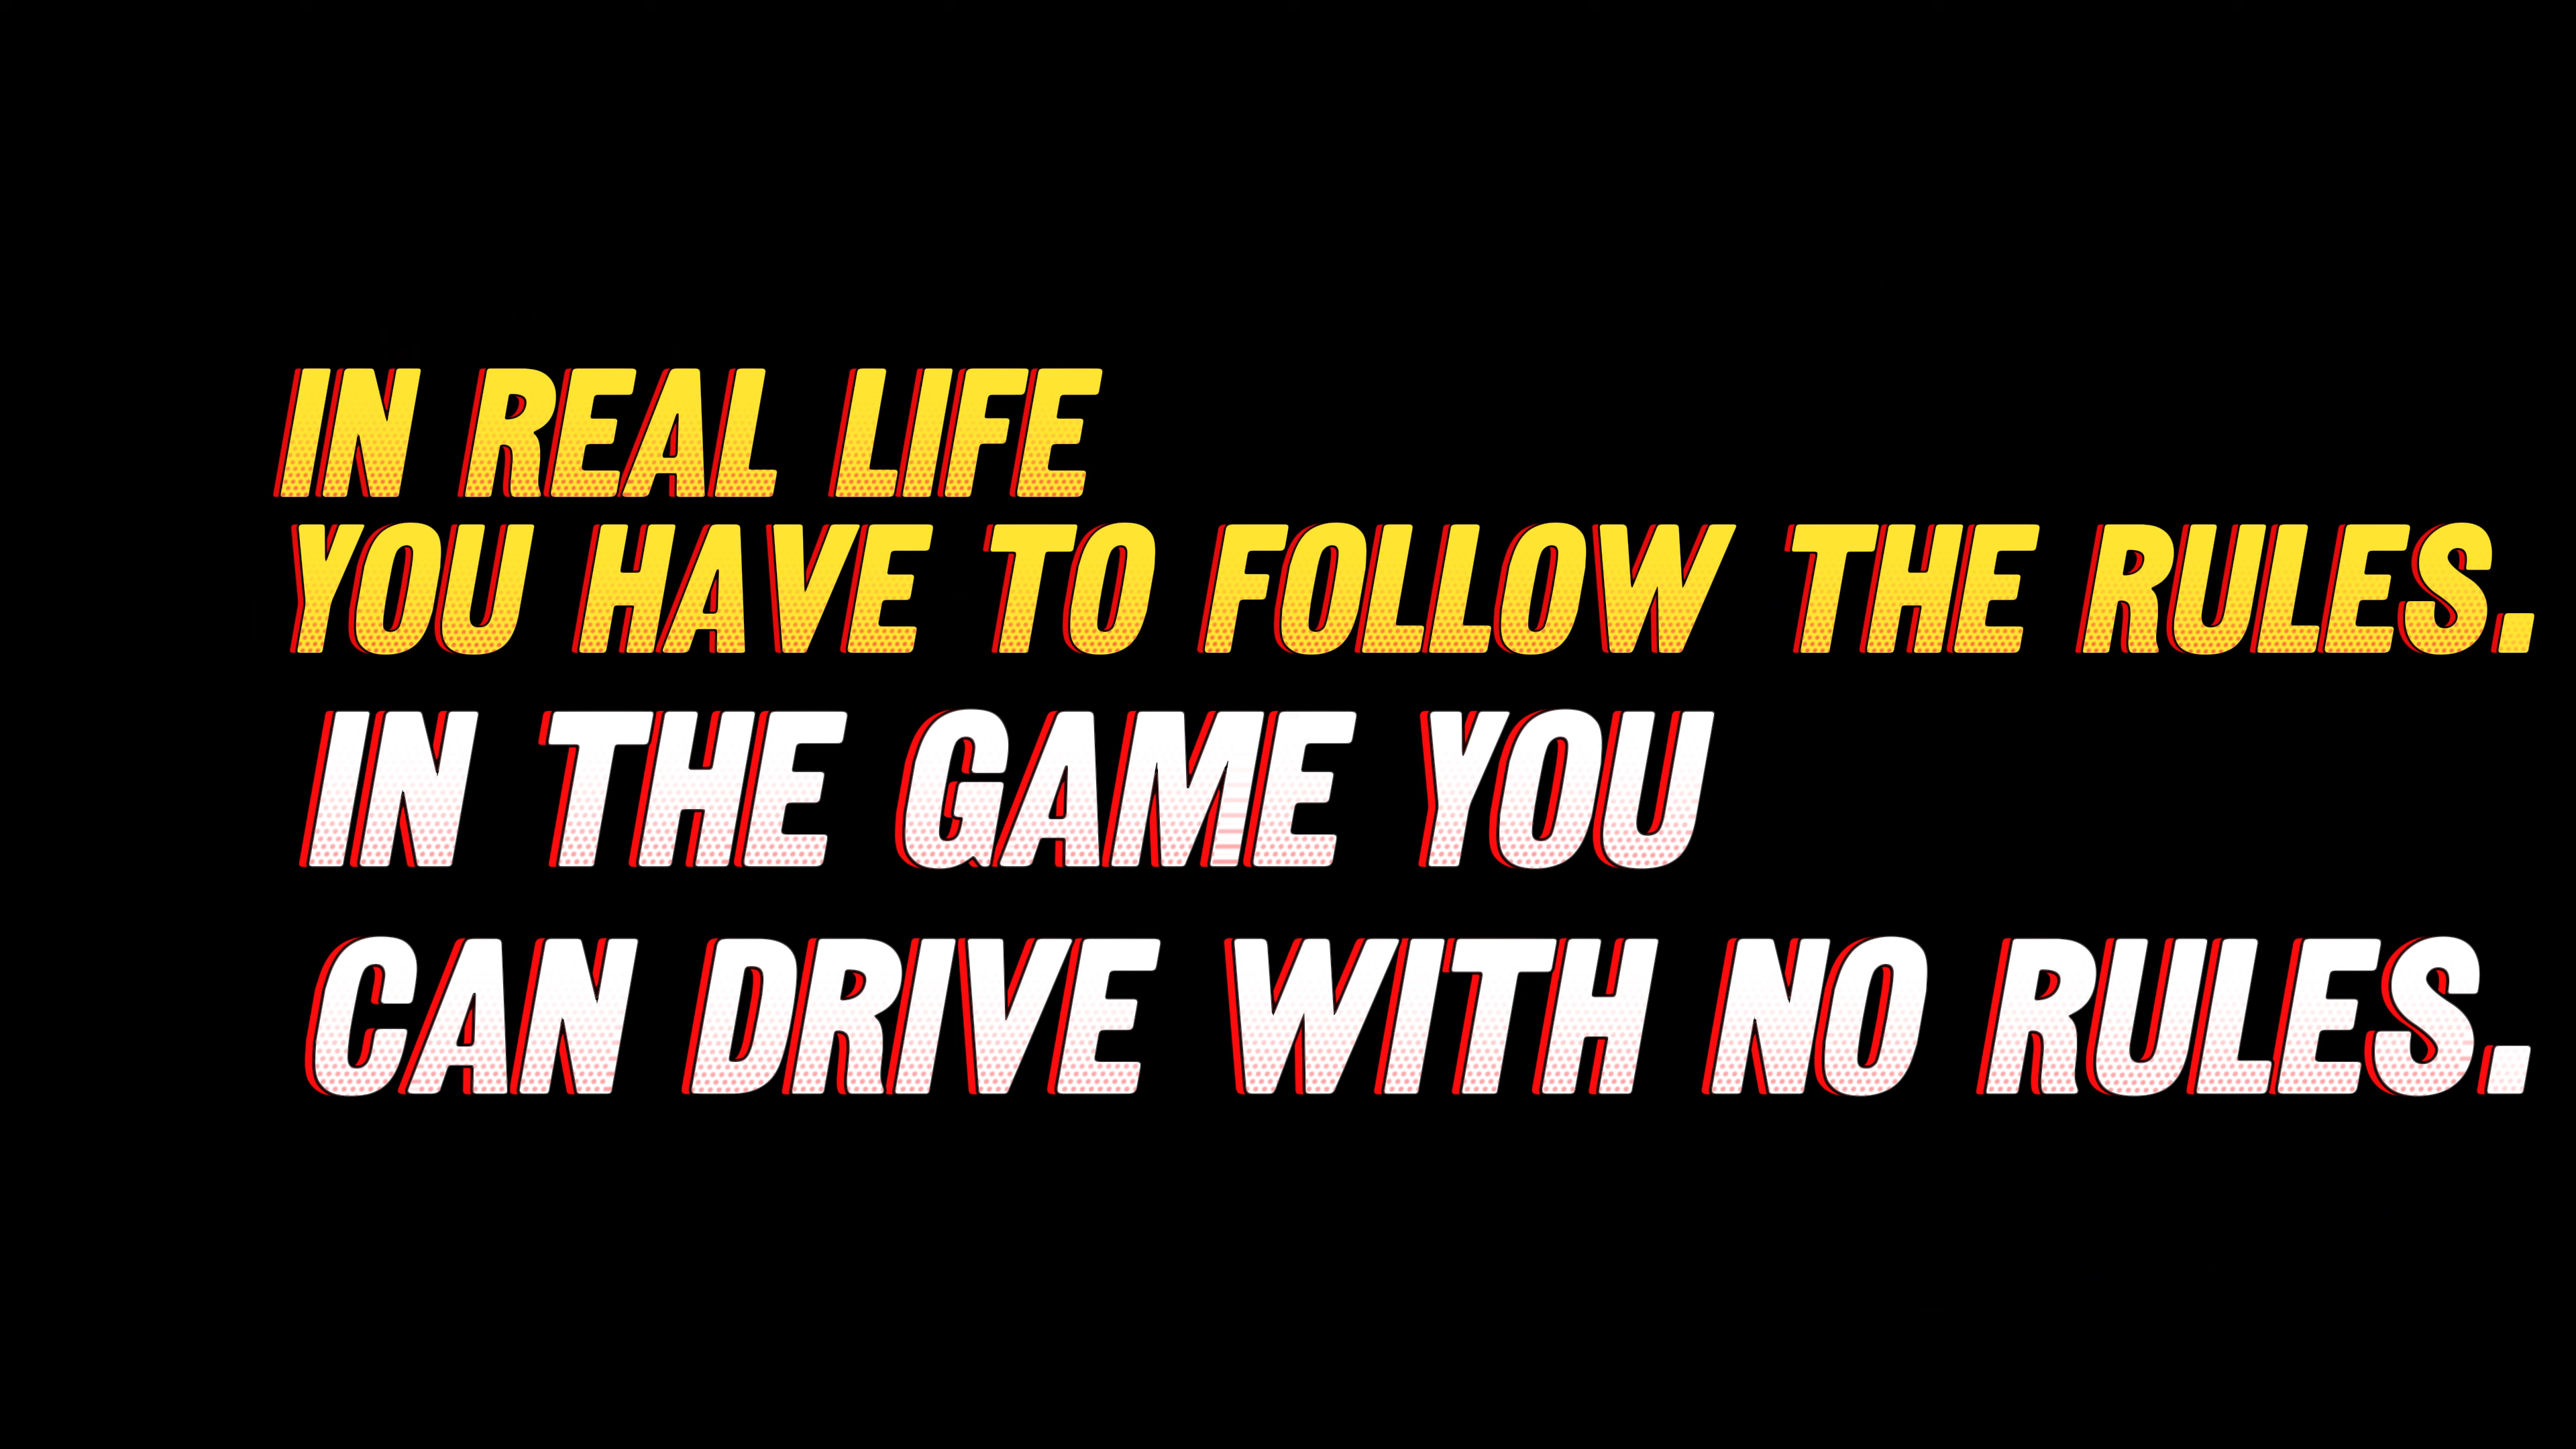 IN REAL LIFE
YOU HAVE TO FOLLOW THE RULES.
IN THE GAME YOU
CAN DRIVE WITH NO RULES.